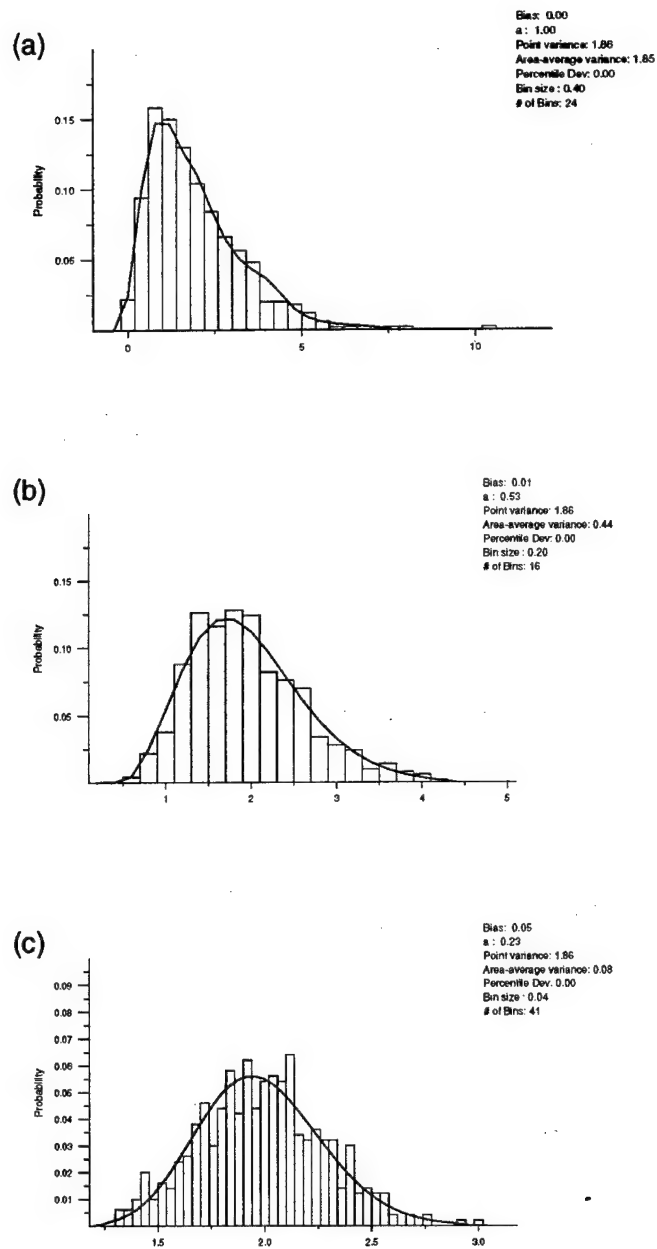 (a)
Bias: 0.00
a : 1.00
Point variance: 1.86
Area-average variance: 1.85
Percentile Dev: 0.00
Bin size : 0.40
# of Bins: 24
Probability
0.15
0.10
0.05
0 5 10
(b)
Bias: 0.01
a : 0.53
Point variance: 1.86
Area-average variance: 0.44
Percentile Dev: 0.00
Bin size : 0.20
# of Bins: 16
Probability
0.15
0.10
0.05
1 2 3 4 5
(c)
Bias: 0.05
a : 0.23
Point variance: 1.86
Area-average variance: 0.08
Percentile Dev: 0.00
Bin size : 0.04
# of Bins: 41
Probability
0.09
0.08
0.07
0.06
0.05
0.04
0.03
0.02
0.01
1.5 2.0 2.5 3.0